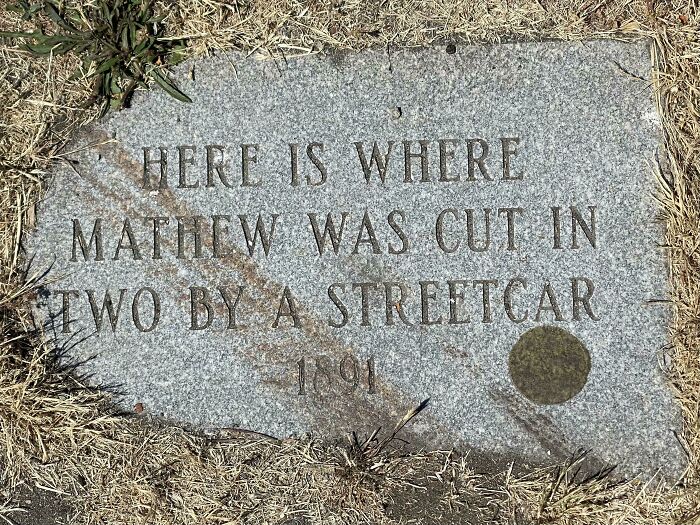 HERE IS WHERE
MATHEW WAS CUT IN
TWO BY A STREETCAR
1891